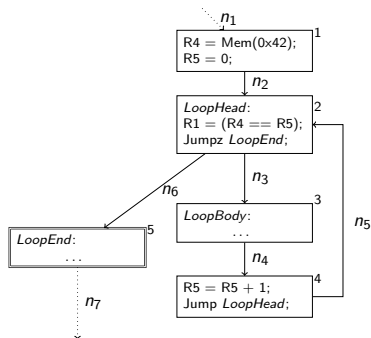 n1
1
R4 = Mem(0x42);
R5 = 0;
n2
2
LoopHead:
R1 = (R4 == R5);
Jumpz LoopEnd;
n6
n3
n5
3
LoopBody:
...
5
LoopEnd:
...
n4
4
R5 = R5 + 1;
Jump LoopHead;
n7